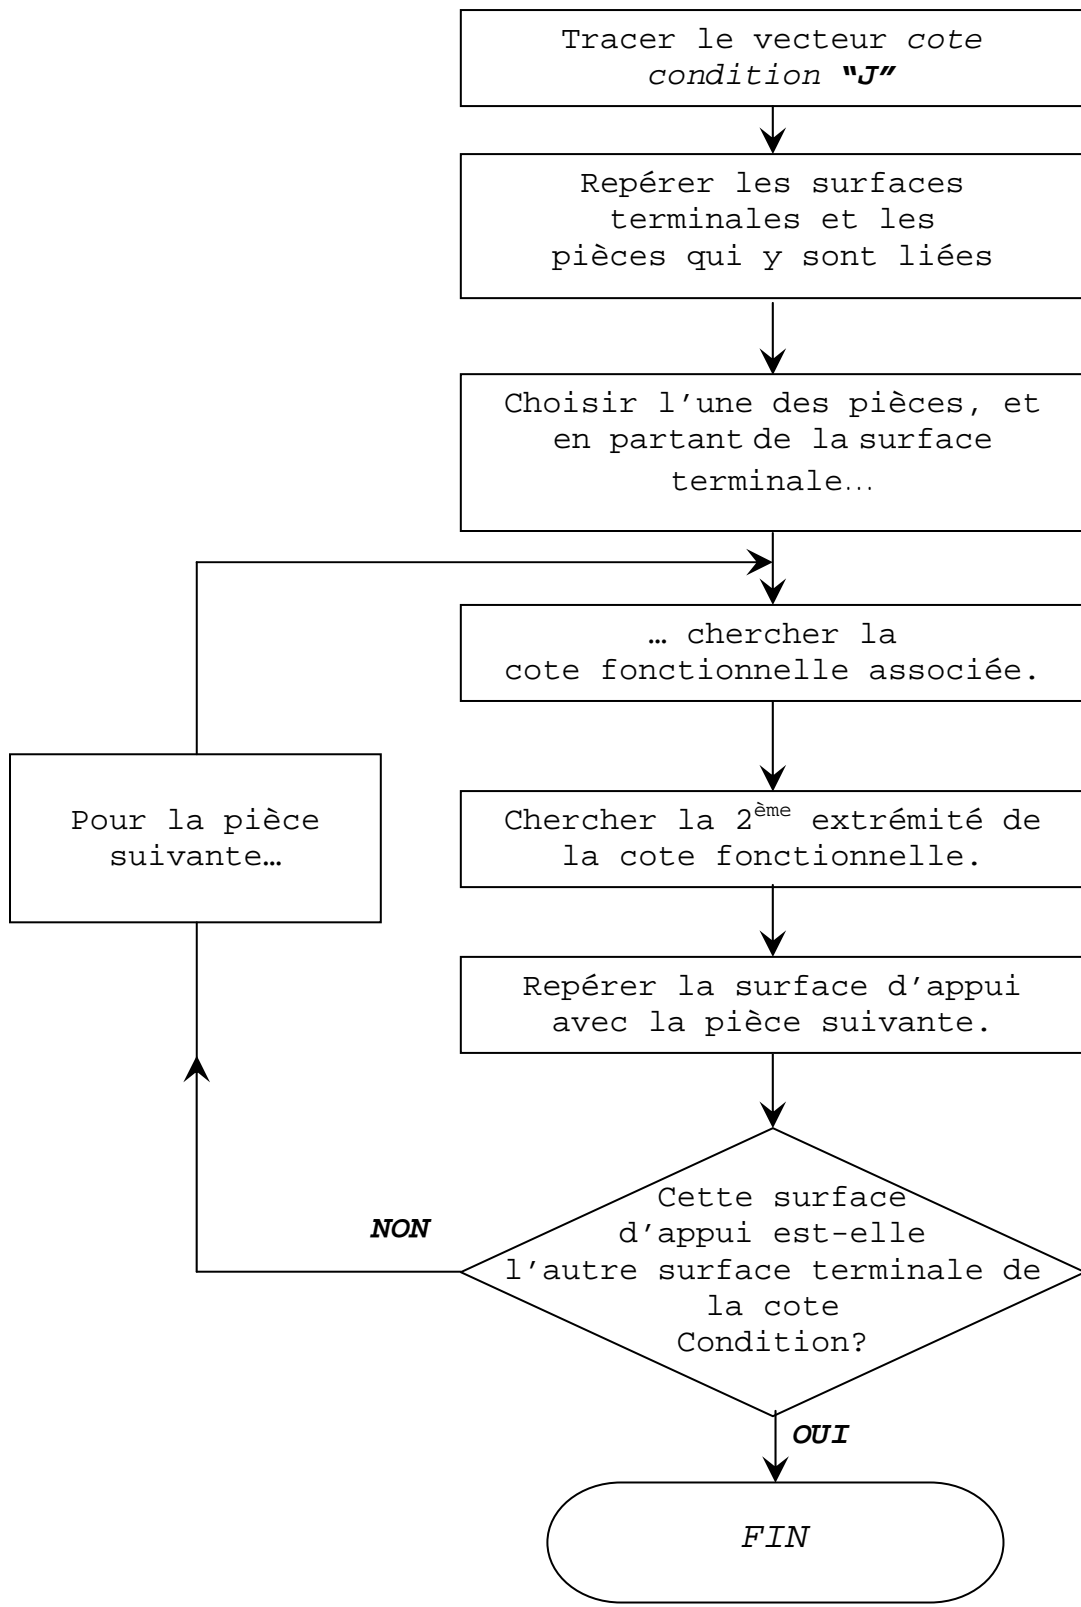 Tracer le vecteur cote
condition “J”
Repérer les surfaces
terminales et les
pièces qui y sont liées
Choisir l’une des pièces, et
en partant de la surface
terminale…
… chercher la
cote fonctionnelle associée.
Pour la pièce
suivante…
Chercher la 2ème extrémité de
la cote fonctionnelle.
Repérer la surface d’appui
avec la pièce suivante.
Cette surface
d’appui est-elle
l’autre surface terminale de
la cote
Condition?
NON
OUI
FIN